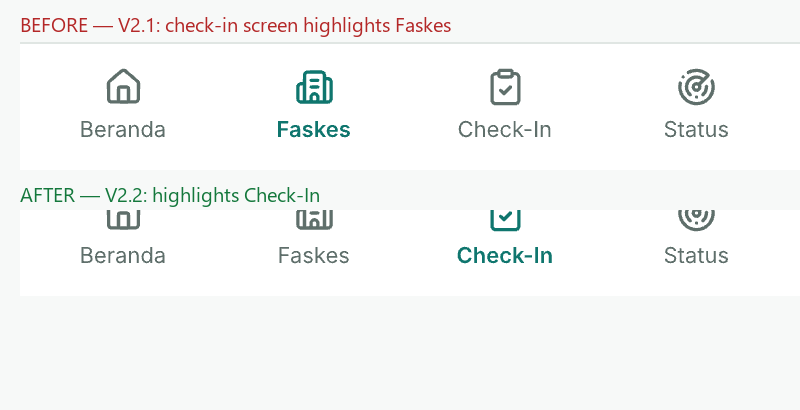 BEFORE — V2.1: check-in screen highlights Faskes
Beranda Faskes Check-In Status
AFTER — V2.2: highlights Check-In
Beranda Faskes Check-In Status